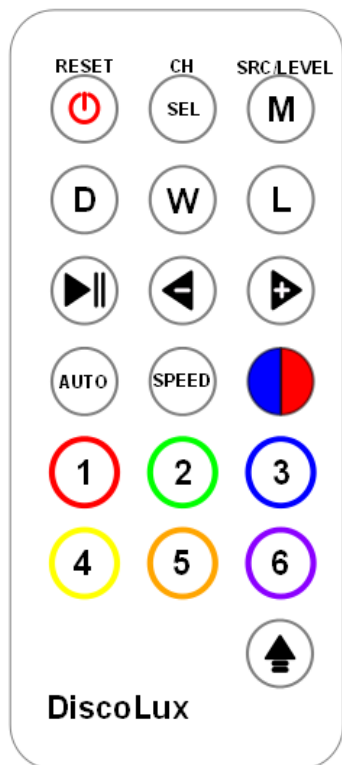 RESET CH SRC/LEVEL
SEL M
D W L
AUTO SPEED
1 2 3
4 5 6
DiscoLux